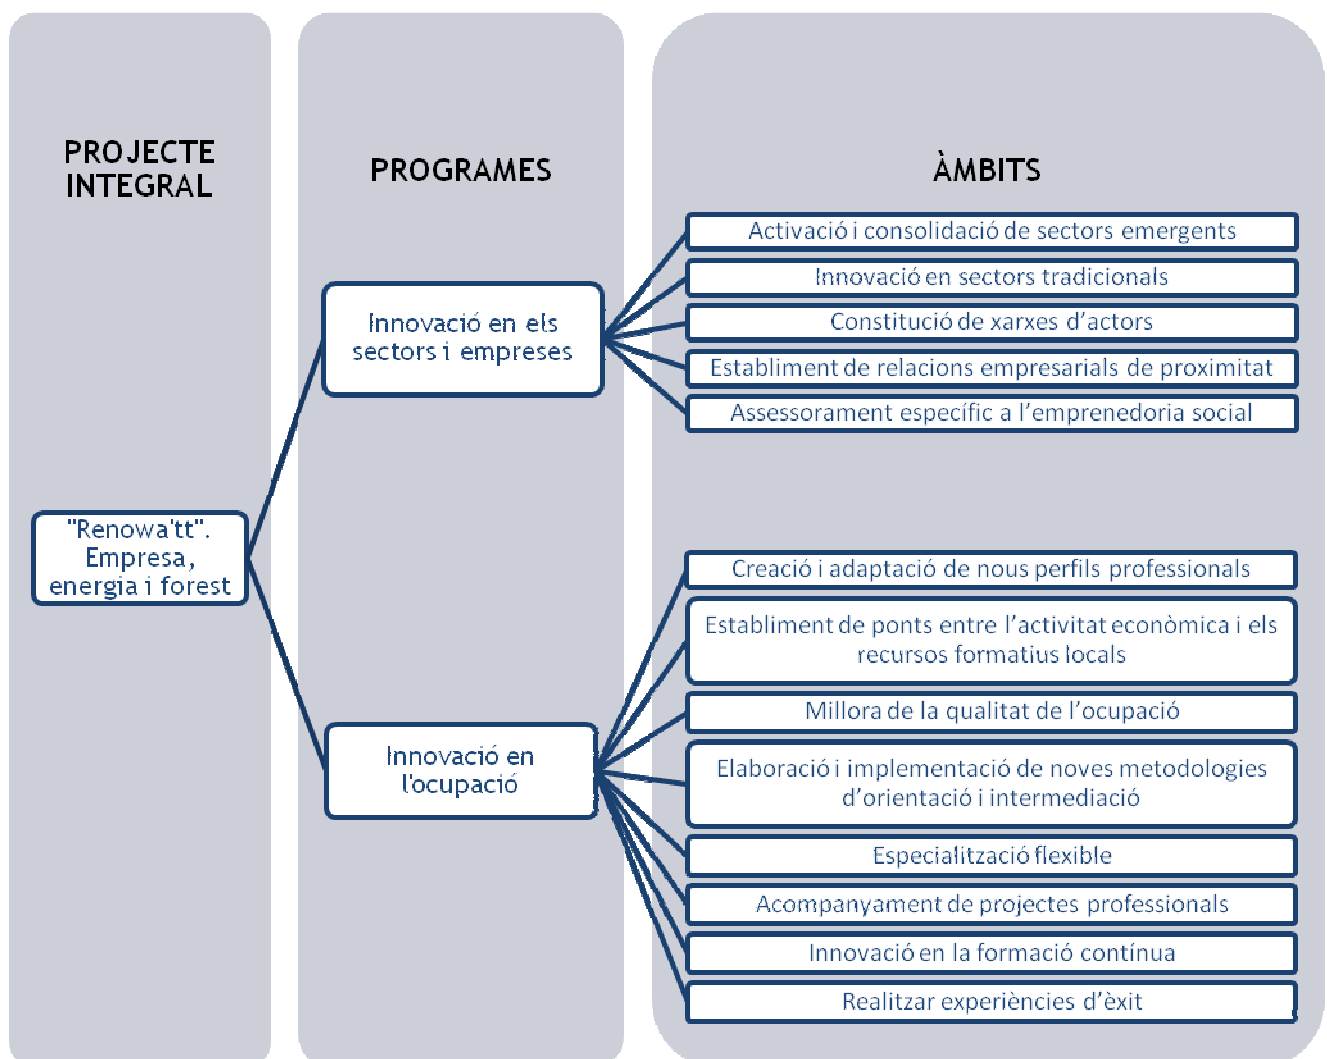 PROJECTE
INTEGRAL
PROGRAMES
ÀMBITS
"Renowa'tt".
Empresa,
energia i forest
Innovació en els
sectors i empreses
Activació i consolidació de sectors emergents
Innovació en sectors tradicionals
Constitució de xarxes d’actors
Establiment de relacions empresarials de proximitat
Assessorament específic a l’emprenedoria social
Innovació en
l'ocupació
Creació i adaptació de nous perfils professionals
Establiment de ponts entre l’activitat econòmica i els
recursos formatius locals
Millora de la qualitat de l’ocupació
Elaboració i implementació de noves metodologies
d’orientació i intermediació
Especialització flexible
Acompanyament de projectes professionals
Innovació en la formació contínua
Realitzar experiències d’èxit